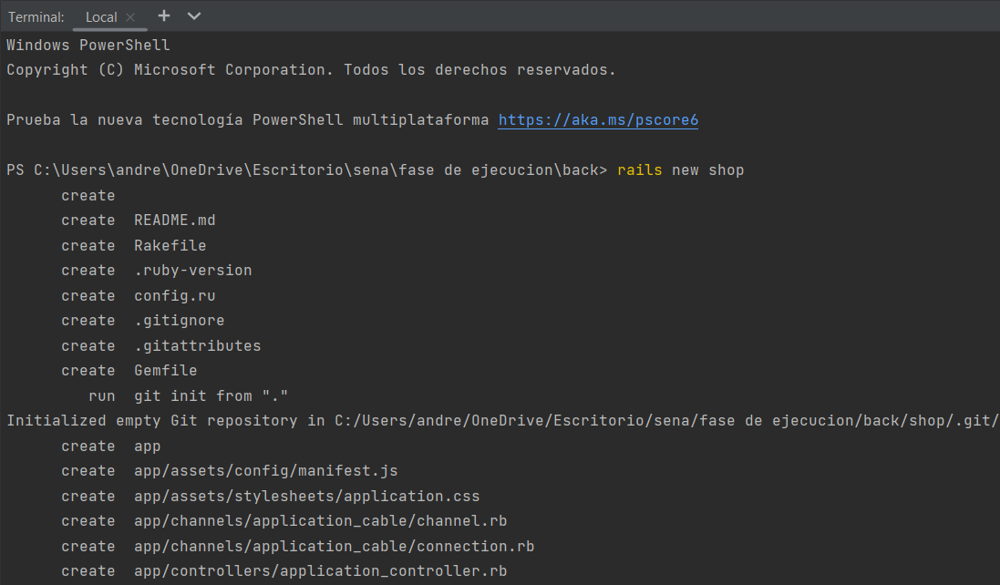 Terminal: Local
Windows PowerShell
Copyright (C) Microsoft Corporation. Todos los derechos reservados.
Prueba la nueva tecnología PowerShell multiplataforma https://aka.ms/pscore6
PS C:\Users\andre\OneDrive\Escritorio\sena\fase de ejecucion\back> rails new shop
create
create README.md
create Rakefile
create .ruby-version
create config.ru
create .gitignore
create .gitattributes
create Gemfile
run git init from "."
Initialized empty Git repository in C:/Users/andre/OneDrive/Escritorio/sena/fase de ejecucion/back/shop/.git/
create app
create app/assets/config/manifest.js
create app/assets/stylesheets/application.css
create app/channels/application_cable/channel.rb
create app/channels/application_cable/connection.rb
create app/controllers/application_controller.rb